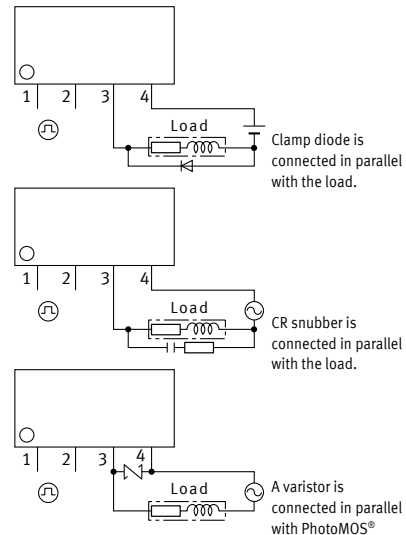 1 2 3 4
Load
Clamp diode is
connected in parallel
with the load.
1 2 3 4
Load
CR snubber is
connected in parallel
with the load.
1 2 3 4
Load
A varistor is
connected in parallel
with PhotoMOS®